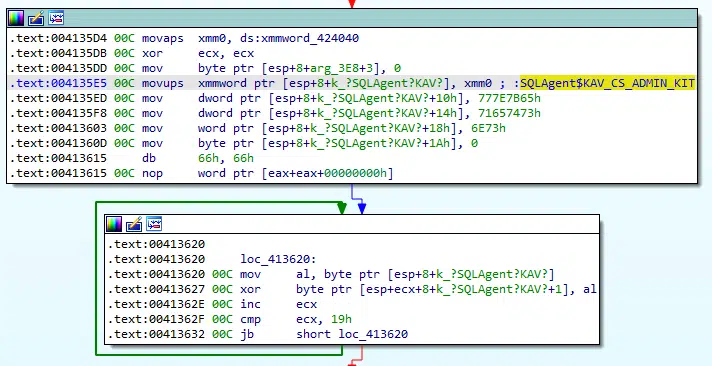 .text:004135D4 00C movaps  xmm0, ds:xmmword_424040
.text:004135DB 00C xor     ecx, ecx
.text:004135DD 00C mov     byte ptr [esp+8+arg_3E8+3], 0
.text:004135E5 00C movups  xmmword ptr [esp+8+k_?SQLAgent?KAV?], xmm0 ; :SQLAgent$KAV_CS_ADMIN_KIT
.text:004135ED 00C mov     dword ptr [esp+8+k_?SQLAgent?KAV?+10h], 777E7B65h
.text:004135F8 00C mov     dword ptr [esp+8+k_?SQLAgent?KAV?+14h], 71657473h
.text:00413603 00C mov     word ptr [esp+8+k_?SQLAgent?KAV?+18h], 6E73h
.text:0041360D 00C mov     byte ptr [esp+8+k_?SQLAgent?KAV?+1Ah], 0
.text:00413615     db      66h, 66h
.text:00413615 00C nop     word ptr [eax+eax+00000000h]
.text:00413620
.text:00413620     loc_413620:
.text:00413620 00C mov     al, byte ptr [esp+8+k_?SQLAgent?KAV?]
.text:00413627 00C xor     byte ptr [esp+ecx+8+k_?SQLAgent?KAV?+1], al
.text:0041362E 00C inc     ecx
.text:0041362F 00C cmp     ecx, 19h
.text:00413632 00C jb      short loc_413620